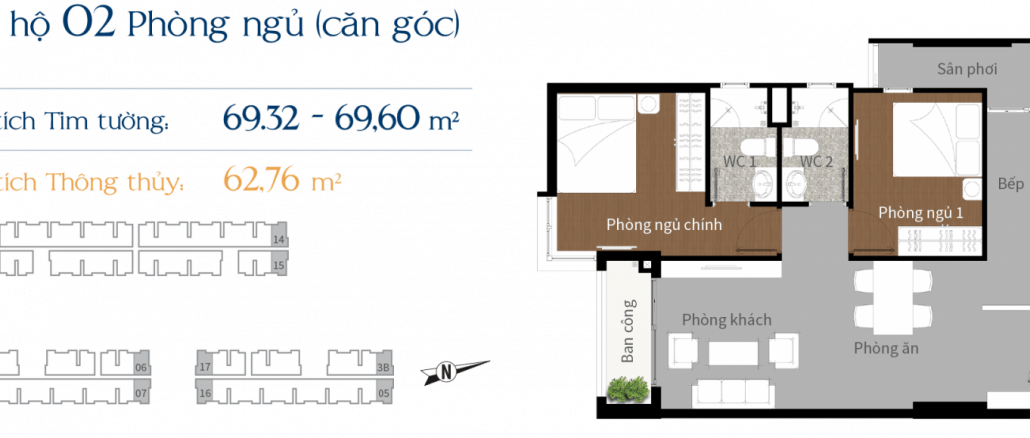 hộ 02 Phòng ngủ (căn góc)
tích Tim tường: 69.32 - 69,60 m²
tích Thông thủy: 62,76 m²
14
15
06
17
3B
07
16
05
N
Sân phơi
WC 1
WC 2
Bếp
Phòng ngủ chính
Phòng ngủ 1
Ban công
Phòng khách
Phòng ăn